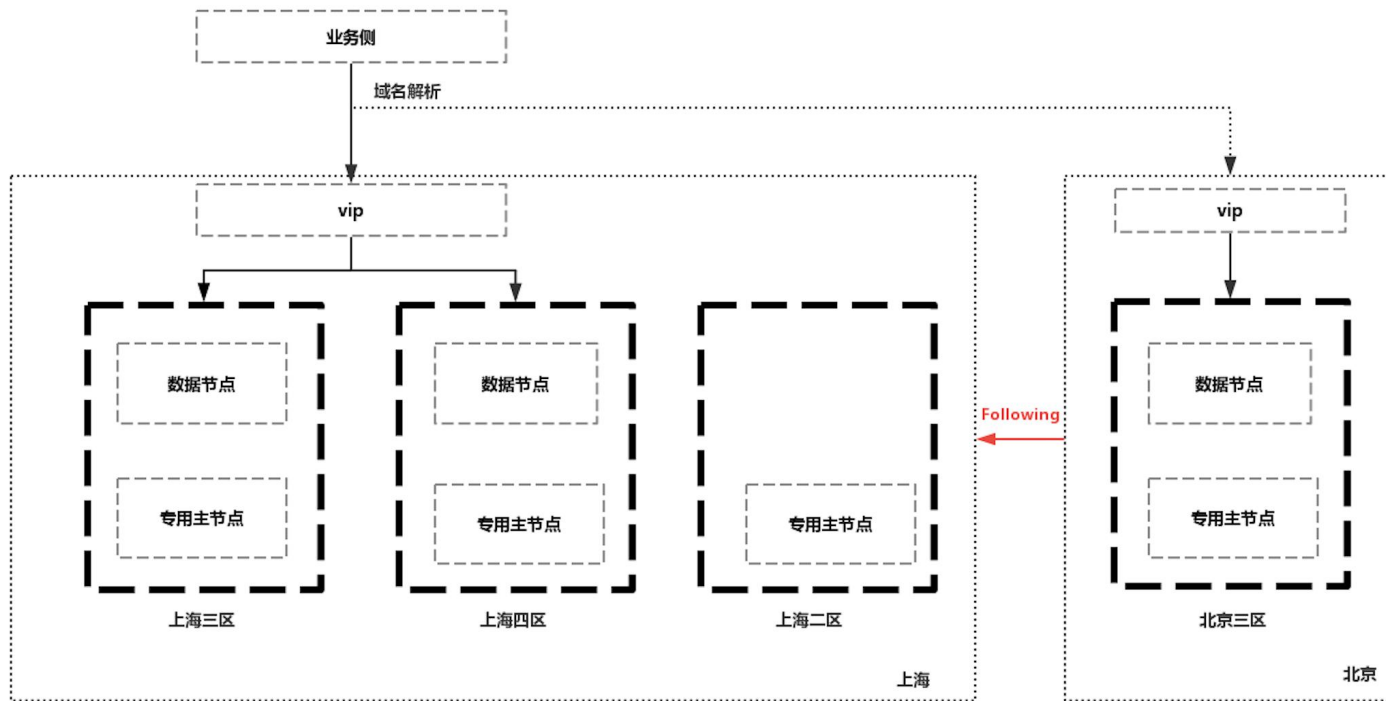 业务侧
域名解析
vip
vip
数据节点
数据节点
数据节点
Following
专用主节点
专用主节点
专用主节点
专用主节点
上海三区
上海四区
上海二区
北京三区
上海
北京